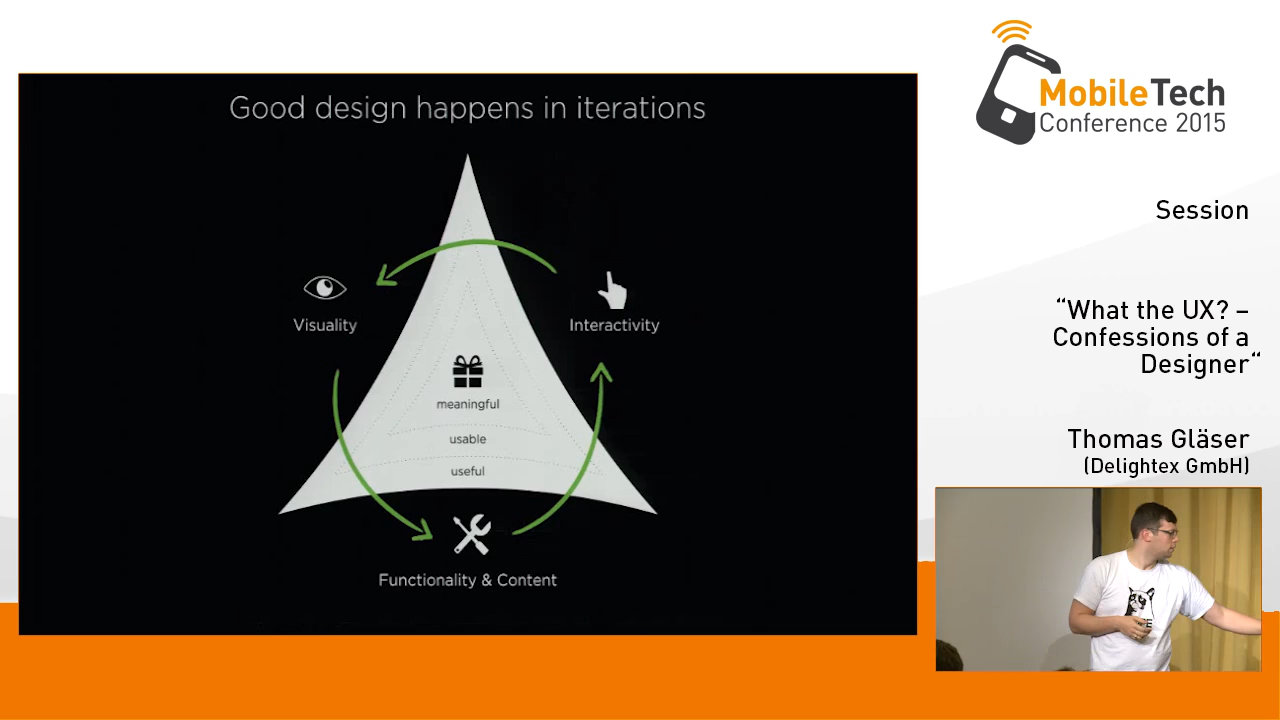 Good design happens in iterations
Visuality
Interactivity
meaningful
usable
useful
Functionality & Content
MobileTech
Conference 2015
Session
“What the UX? –
Confessions of a
Designer“
Thomas Gläser
(Delightex GmbH)